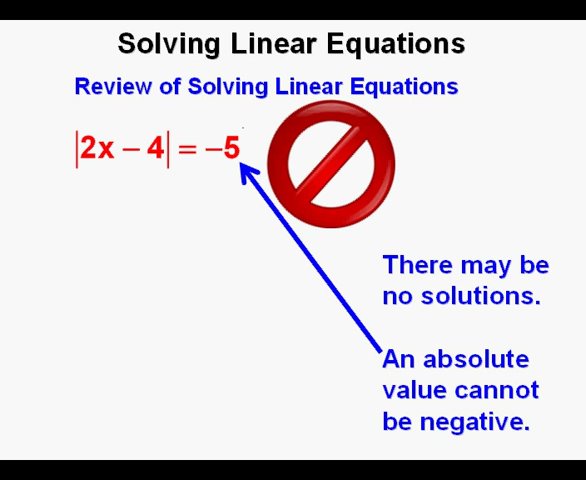 Solving Linear Equations
Review of Solving Linear Equations
|2x − 4| = −5
There may be
no solutions.
An absolute
value cannot
be negative.